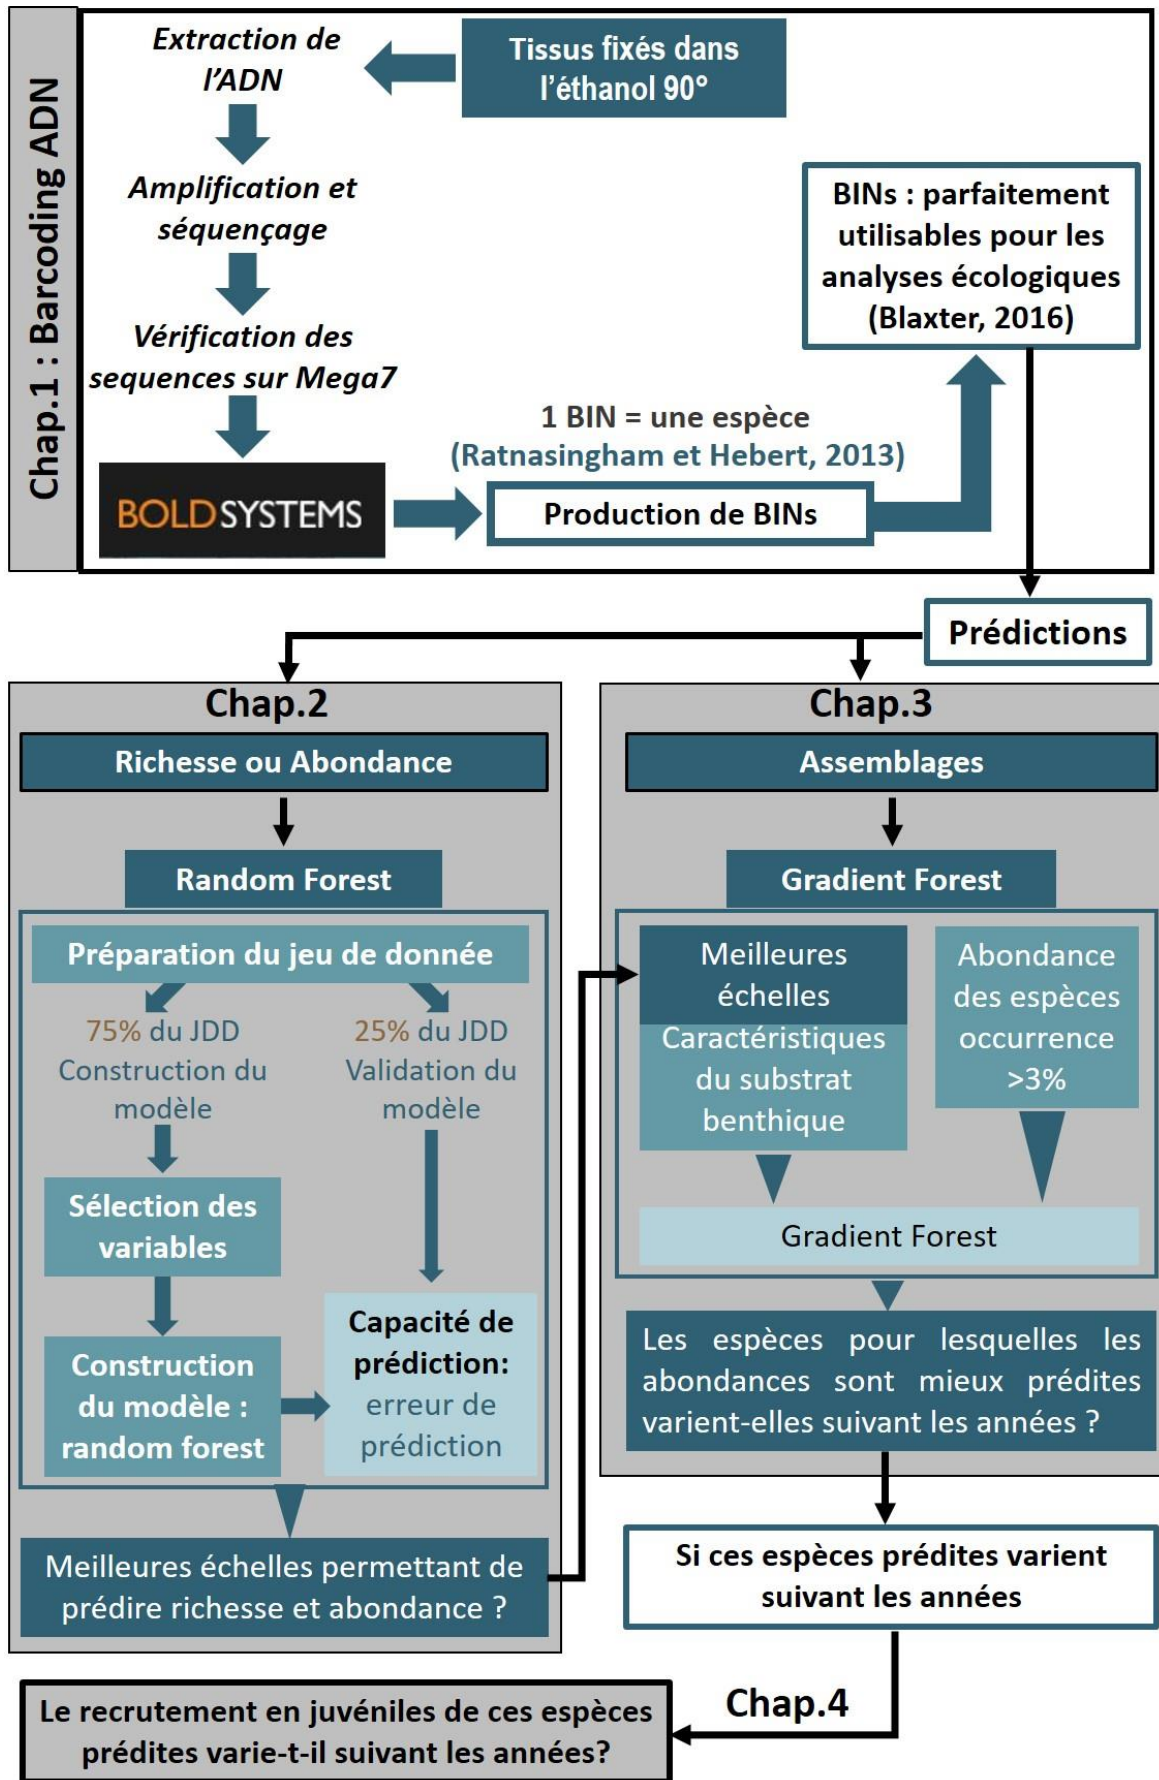 Chap.1 : Barcoding ADN
Tissus fixés dans
l'éthanol 90°
Extraction de
l'ADN
Amplification et
séquençage
Vérification des
sequences sur Mega7
BOLDSYSTEMS
1 BIN = une espèce
(Ratnasingham et Hebert, 2013)
Production de BINs
BINs : parfaitement
utilisables pour les
analyses écologiques
(Blaxter, 2016)
Prédictions
Chap.2
Richesse ou Abondance
Random Forest
Préparation du jeu de donnée
75% du JDD
Construction du
modèle
25% du JDD
Validation du
modèle
Sélection des
variables
Construction
du modèle :
random forest
Capacité de
prédiction:
erreur de
prédiction
Meilleures échelles permettant de
prédire richesse et abondance ?
Chap.3
Assemblages
Gradient Forest
Meilleures
échelles
Caractéristiques
du substrat
benthique
Abondance
des espèces
occurrence
>3%
Gradient Forest
Les espèces pour lesquelles les
abondances sont mieux prédites
varient-elles suivant les années ?
Si ces espèces prédites varient
suivant les années
Chap.4
Le recrutement en juvéniles de ces espèces
prédites varie-t-il suivant les années?